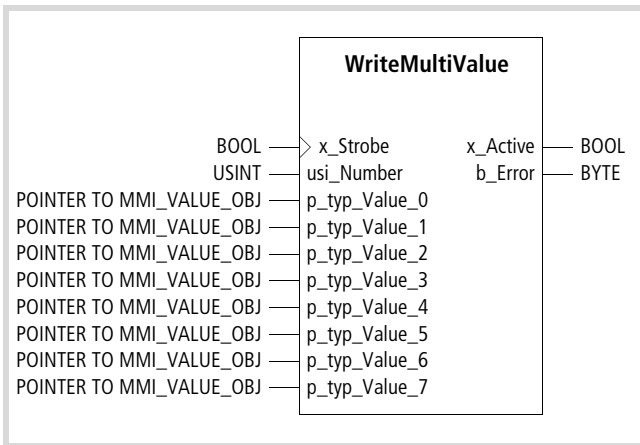 WriteMultiValue
BOOL x_Strobe x_Active BOOL
USINT usi_Number b_Error BYTE
POINTER TO MMI_VALUE_OBJ p_typ_Value_0
POINTER TO MMI_VALUE_OBJ p_typ_Value_1
POINTER TO MMI_VALUE_OBJ p_typ_Value_2
POINTER TO MMI_VALUE_OBJ p_typ_Value_3
POINTER TO MMI_VALUE_OBJ p_typ_Value_4
POINTER TO MMI_VALUE_OBJ p_typ_Value_5
POINTER TO MMI_VALUE_OBJ p_typ_Value_6
POINTER TO MMI_VALUE_OBJ p_typ_Value_7